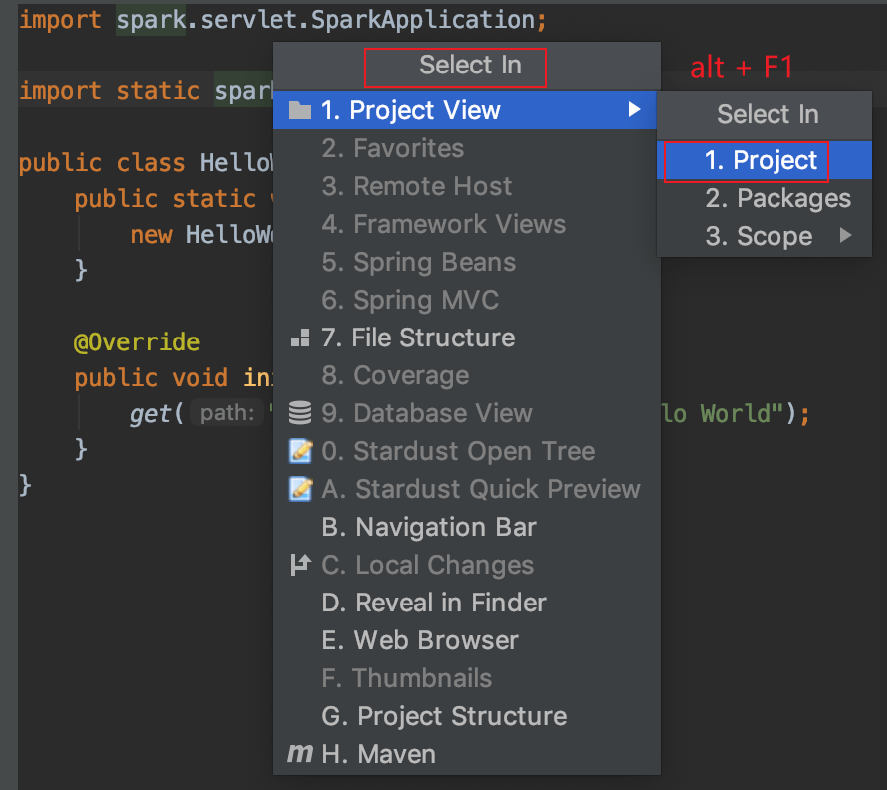 import spark.servlet.SparkApplication;
Select In
alt + F1
import static spark
1. Project View
Select In
1. Project
public class HelloW
2. Favorites
2. Packages
public static v
3. Remote Host
3. Scope
new HelloWo
4. Framework Views
}
5. Spring Beans
6. Spring MVC
@Override
7. File Structure
public void ini
8. Coverage
get( path: "
9. Database View
lo World");
}
0. Stardust Open Tree
}
A. Stardust Quick Preview
B. Navigation Bar
C. Local Changes
D. Reveal in Finder
E. Web Browser
F. Thumbnails
G. Project Structure
m H. Maven